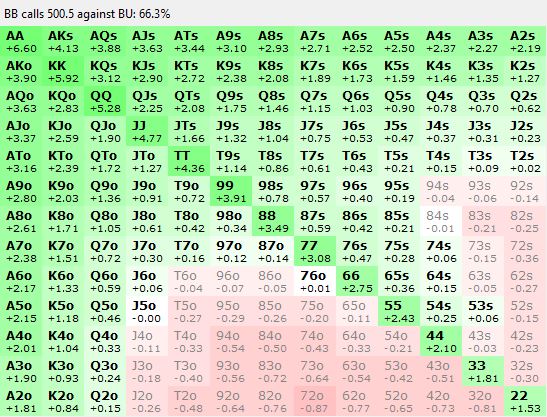 BB calls 500.5 against BU: 66.3%
AA AKs AQs AJs ATs A9s A8s A7s A6s A5s A4s A3s A2s
+6.60 +4.13 +3.88 +3.63 +3.44 +3.10 +2.93 +2.71 +2.52 +2.50 +2.37 +2.27 +2.19
AKo KK KQs KJs KTs K9s K8s K7s K6s K5s K4s K3s K2s
+3.90 +5.92 +3.12 +2.90 +2.72 +2.38 +2.08 +1.89 +1.73 +1.59 +1.46 +1.35 +1.27
AQo KQo QQ QJs QTs Q9s Q8s Q7s Q6s Q5s Q4s Q3s Q2s
+3.63 +2.83 +5.28 +2.25 +2.08 +1.75 +1.46 +1.15 +1.03 +0.90 +0.78 +0.70 +0.62
AJo KJo QJo JJ JTs J9s J8s J7s J6s J5s J4s J3s J2s
+3.37 +2.59 +1.90 +4.77 +1.66 +1.32 +1.04 +0.75 +0.53 +0.47 +0.37 +0.31 +0.23
ATo KTo QTo JTo TT T9s T8s T7s T6s T5s T4s T3s T2s
+3.16 +2.39 +1.72 +1.27 +4.36 +1.14 +0.86 +0.61 +0.43 +0.21 +0.15 +0.09 +0.02
A9o K9o Q9o J9o T9o 99 98s 97s 96s 95s 94s 93s 92s
+2.80 +2.03 +1.36 +0.91 +0.72 +3.91 +0.78 +0.57 +0.40 +0.19 -0.04 -0.06 -0.14
A8o K8o Q8o J8o T8o 98o 88 87s 86s 85s 84s 83s 82s
+2.61 +1.71 +1.05 +0.61 +0.42 +0.34 +3.49 +0.59 +0.42 +0.21 -0.01 -0.21 -0.25
A7o K7o Q7o J7o T7o 97o 87o 77 76s 75s 74s 73s 72s
+2.38 +1.51 +0.72 +0.30 +0.16 +0.12 +0.14 +3.08 +0.47 +0.28 +0.06 -0.15 -0.36
A6o K6o Q6o J6o T6o 96o 86o 76o 66 65s 64s 63s 62s
+2.17 +1.33 +0.59 +0.06 -0.04 -0.07 -0.05 +0.01 +2.75 +0.36 +0.15 -0.05 -0.27
A5o K5o Q5o J5o T5o 95o 85o 75o 65o 55 54s 53s 52s
+2.15 +1.18 +0.46 -0.00 -0.27 -0.29 -0.26 -0.20 -0.11 +2.43 +0.25 +0.06 -0.15
A4o K4o Q4o J4o T4o 94o 84o 74o 64o 54o 44 43s 42s
+2.01 +1.04 +0.33 -0.11 -0.33 -0.54 -0.50 -0.43 -0.33 -0.21 +2.10 -0.03 -0.23
A3o K3o Q3o J3o T3o 93o 83o 73o 63o 53o 43o 33 32s
+1.90 +0.93 +0.24 -0.18 -0.40 -0.56 -0.72 -0.64 -0.54 -0.42 -0.51 +1.81 -0.30
A2o K2o Q2o J2o T2o 92o 82o 72o 62o 52o 42o 32o 22
+1.81 +0.84 +0.15 -0.26 -0.48 -0.64 -0.76 -0.87 -0.77 -0.65 -0.73 -0.81 +1.53